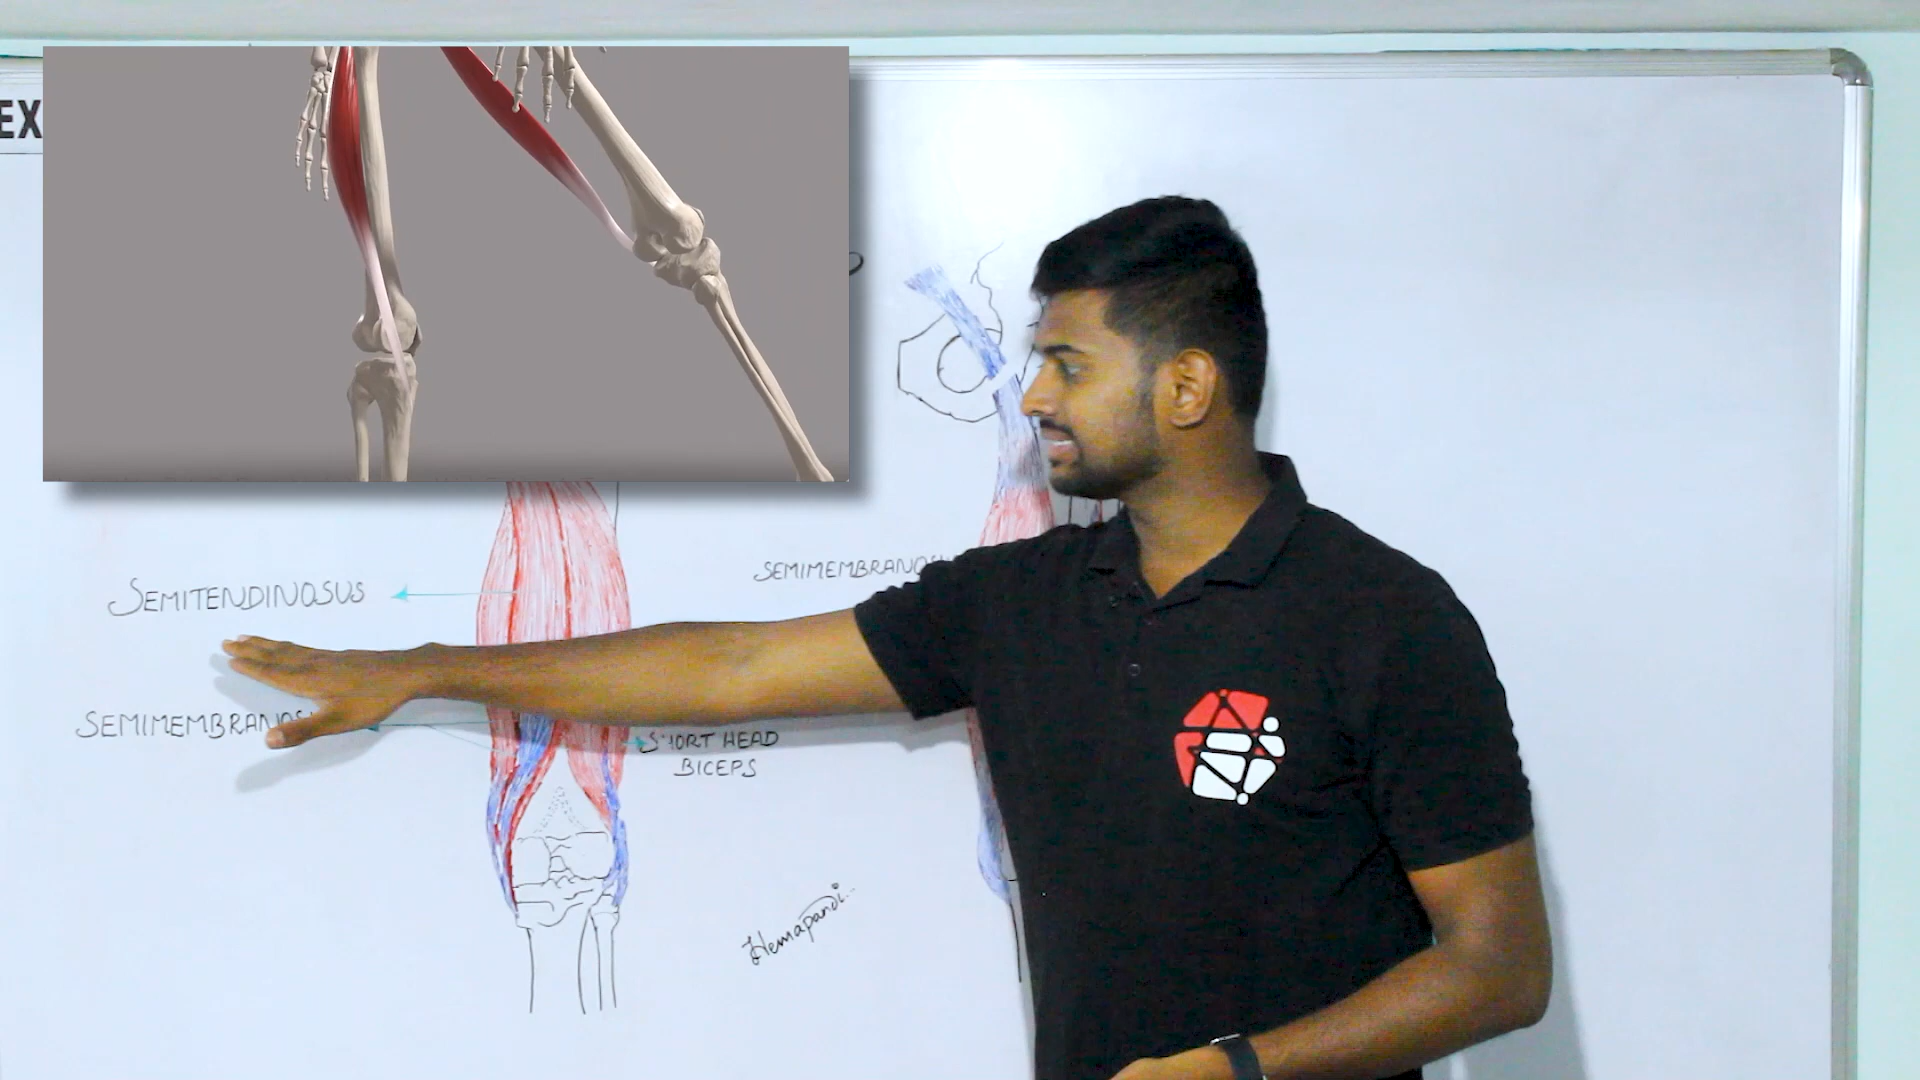 EX
SEMITENDINOSUS
SEMIMEMBRANOS
SEMIMEMBRANOSUS
SHORT HEAD
BICEPS
Hemapandi..